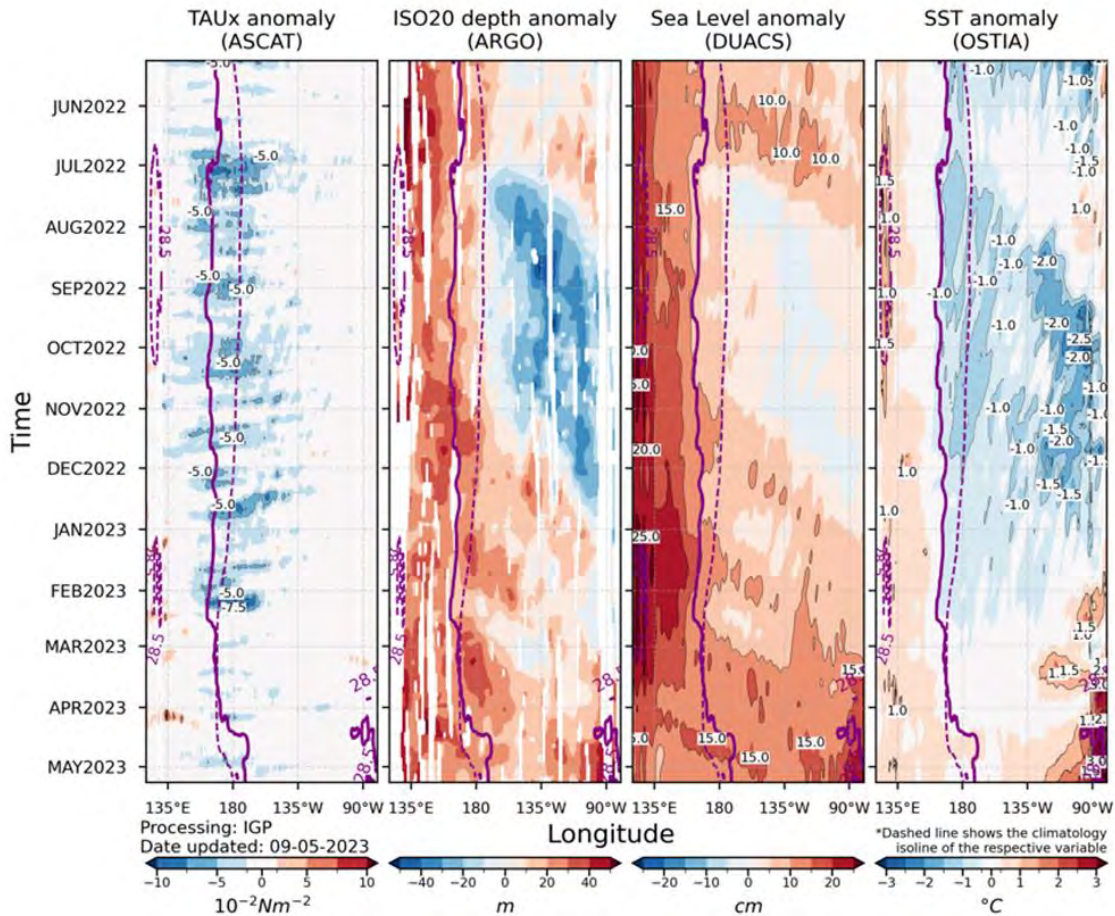 TAUx anomaly
(ASCAT)
ISO20 depth anomaly
(ARGO)
Sea Level anomaly
(DUACS)
SST anomaly
(OSTIA)
Time
JUN2022
JUL2022
AUG2022
SEP2022
OCT2022
NOV2022
DEC2022
JAN2023
FEB2023
MAR2023
APR2023
MAY2023
-5.0
-5.0
-5.0
-5.0
-5.0
-5.0
-5.0
-5.0
-5.0
-5.0
-7.5
28.5
28.5
28.5
10.0
10.0
10.0
15.0
20.0
25.0
15.0
15.0
15.0
15.0
28.5
28.5
-1.0
-1.0
-1.0
-1.0
-1.0
-1.5
1.0
-1.0
-2.0
-1.0
-1.0
-1.0
-2.0
-2.5
-2.0
-1.0
-1.0
-1.0
-1.5
-2.0
-1.0
-1.5
-1.0
1.0
1.0
1.0
28.5
135°E 180 135°W 90°W
135°E 180 135°W 90°W
135°E 180 135°W 90°W
135°E 180 135°W 90°W
Processing: IGP
Date updated: 09-05-2023
Longitude
*Dashed line shows the climatology
isoline of the respective variable
−10 −5 0 5 10
10⁻²Nm⁻²
−40 −20 0 20 40
m
−20 −10 0 10 20
cm
−3 −2 −1 0 1 2 3
°C